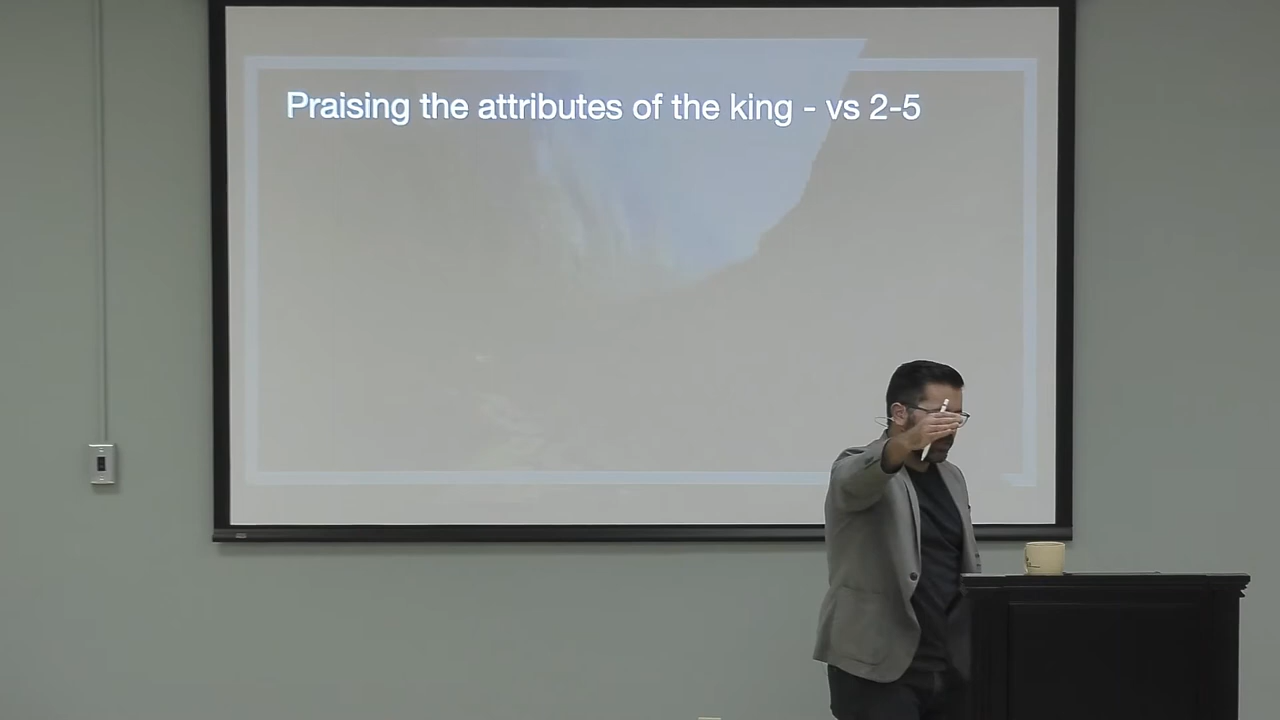 Praising the attributes of the king - vs 2-5